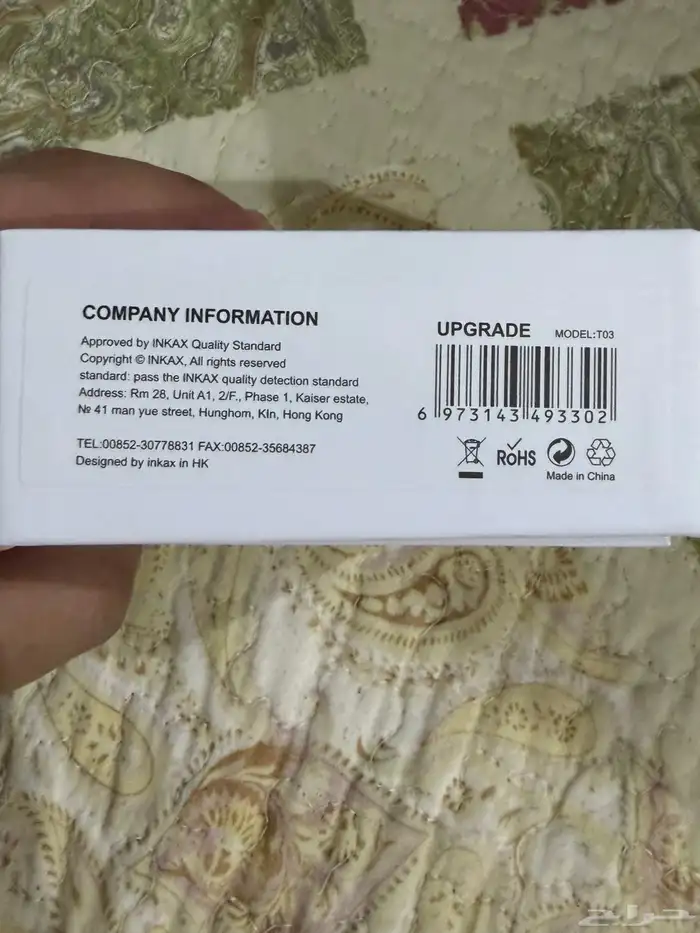 COMPANY INFORMATION
Approved by INKAX Quality Standard
Copyright © INKAX, All rights reserved
standard: pass the INKAX quality detection standard
Address: Rm 28, Unit A1, 2/F., Phase 1, Kaiser estate,
№ 41 man yue street, Hunghom, Kln, Hong Kong
TEL:00852-30778831 FAX:00852-35684387
Designed by inkax in HK
UPGRADE MODEL:T03
6 973143 493302
RoHS
Made in China
حراج